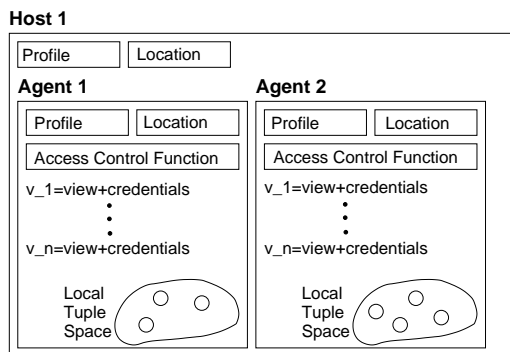 Host 1
Profile Location
Agent 1
Profile Location
Access Control Function
v_1=view+credentials
v_n=view+credentials
Local
Tuple
Space
Agent 2
Profile Location
Access Control Function
v_1=view+credentials
v_n=view+credentials
Local
Tuple
Space